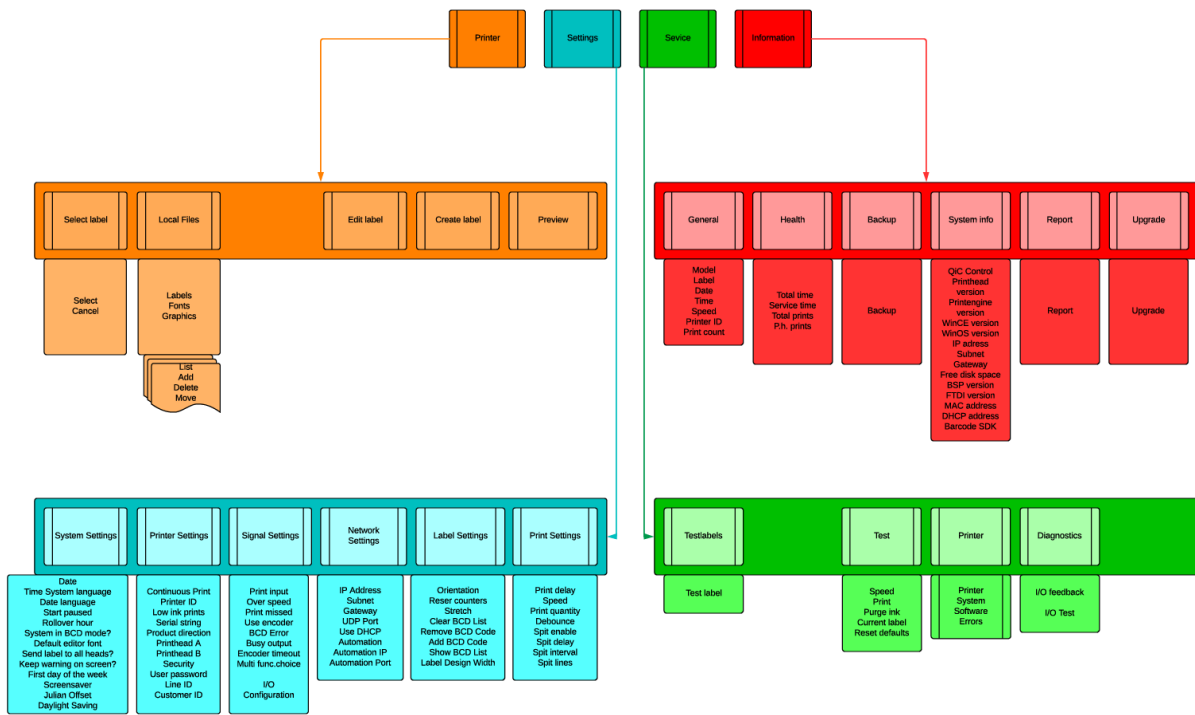 Printer
Settings
Sevice
Information
Select label
Local Files
Edit label
Create label
Preview
Select
Cancel
Labels
Fonts
Graphics
List
Add
Delete
Move
General
Health
Backup
System info
Report
Upgrade
Model
Label
Date
Time
Speed
Printer ID
Print count
Total time
Service time
Total prints
P.h. prints
Backup
QiC Control
Printhead
version
Printengine
version
WinCE version
WinOS version
IP adress
Subnet
Gateway
Free disk space
BSP version
FTDI version
MAC address
DHCP address
Barcode SDK
Report
Upgrade
System Settings
Printer Settings
Signal Settings
Network
Settings
Label Settings
Print Settings
Date
Time System language
Date language
Start paused
Rollover hour
System in BCD mode?
Default editor font
Send label to all heads?
Keep warning on screen?
First day of the week
Screensaver
Julian Offset
Daylight Saving
Continuous Print
Printer ID
Low ink prints
Serial string
Product direction
Printhead A
Printhead B
Security
User password
Line ID
Customer ID
Print input
Over speed
Print missed
Use encoder
BCD Error
Busy output
Encoder timeout
Multi func.choice
I/O
Configuration
IP Address
Subnet
Gateway
UDP Port
Use DHCP
Automation
Automation IP
Automation Port
Orientation
Reser counters
Stretch
Clear BCD List
Remove BCD Code
Add BCD Code
Show BCD List
Label Design Width
Print delay
Speed
Print quantity
Debounce
Spit enable
Spit delay
Spit interval
Spit lines
Testlabels
Test
Printer
Diagnostics
Test label
Speed
Print
Purge ink
Current label
Reset defaults
Printer
System
Software
Errors
I/O feedback
I/O Test